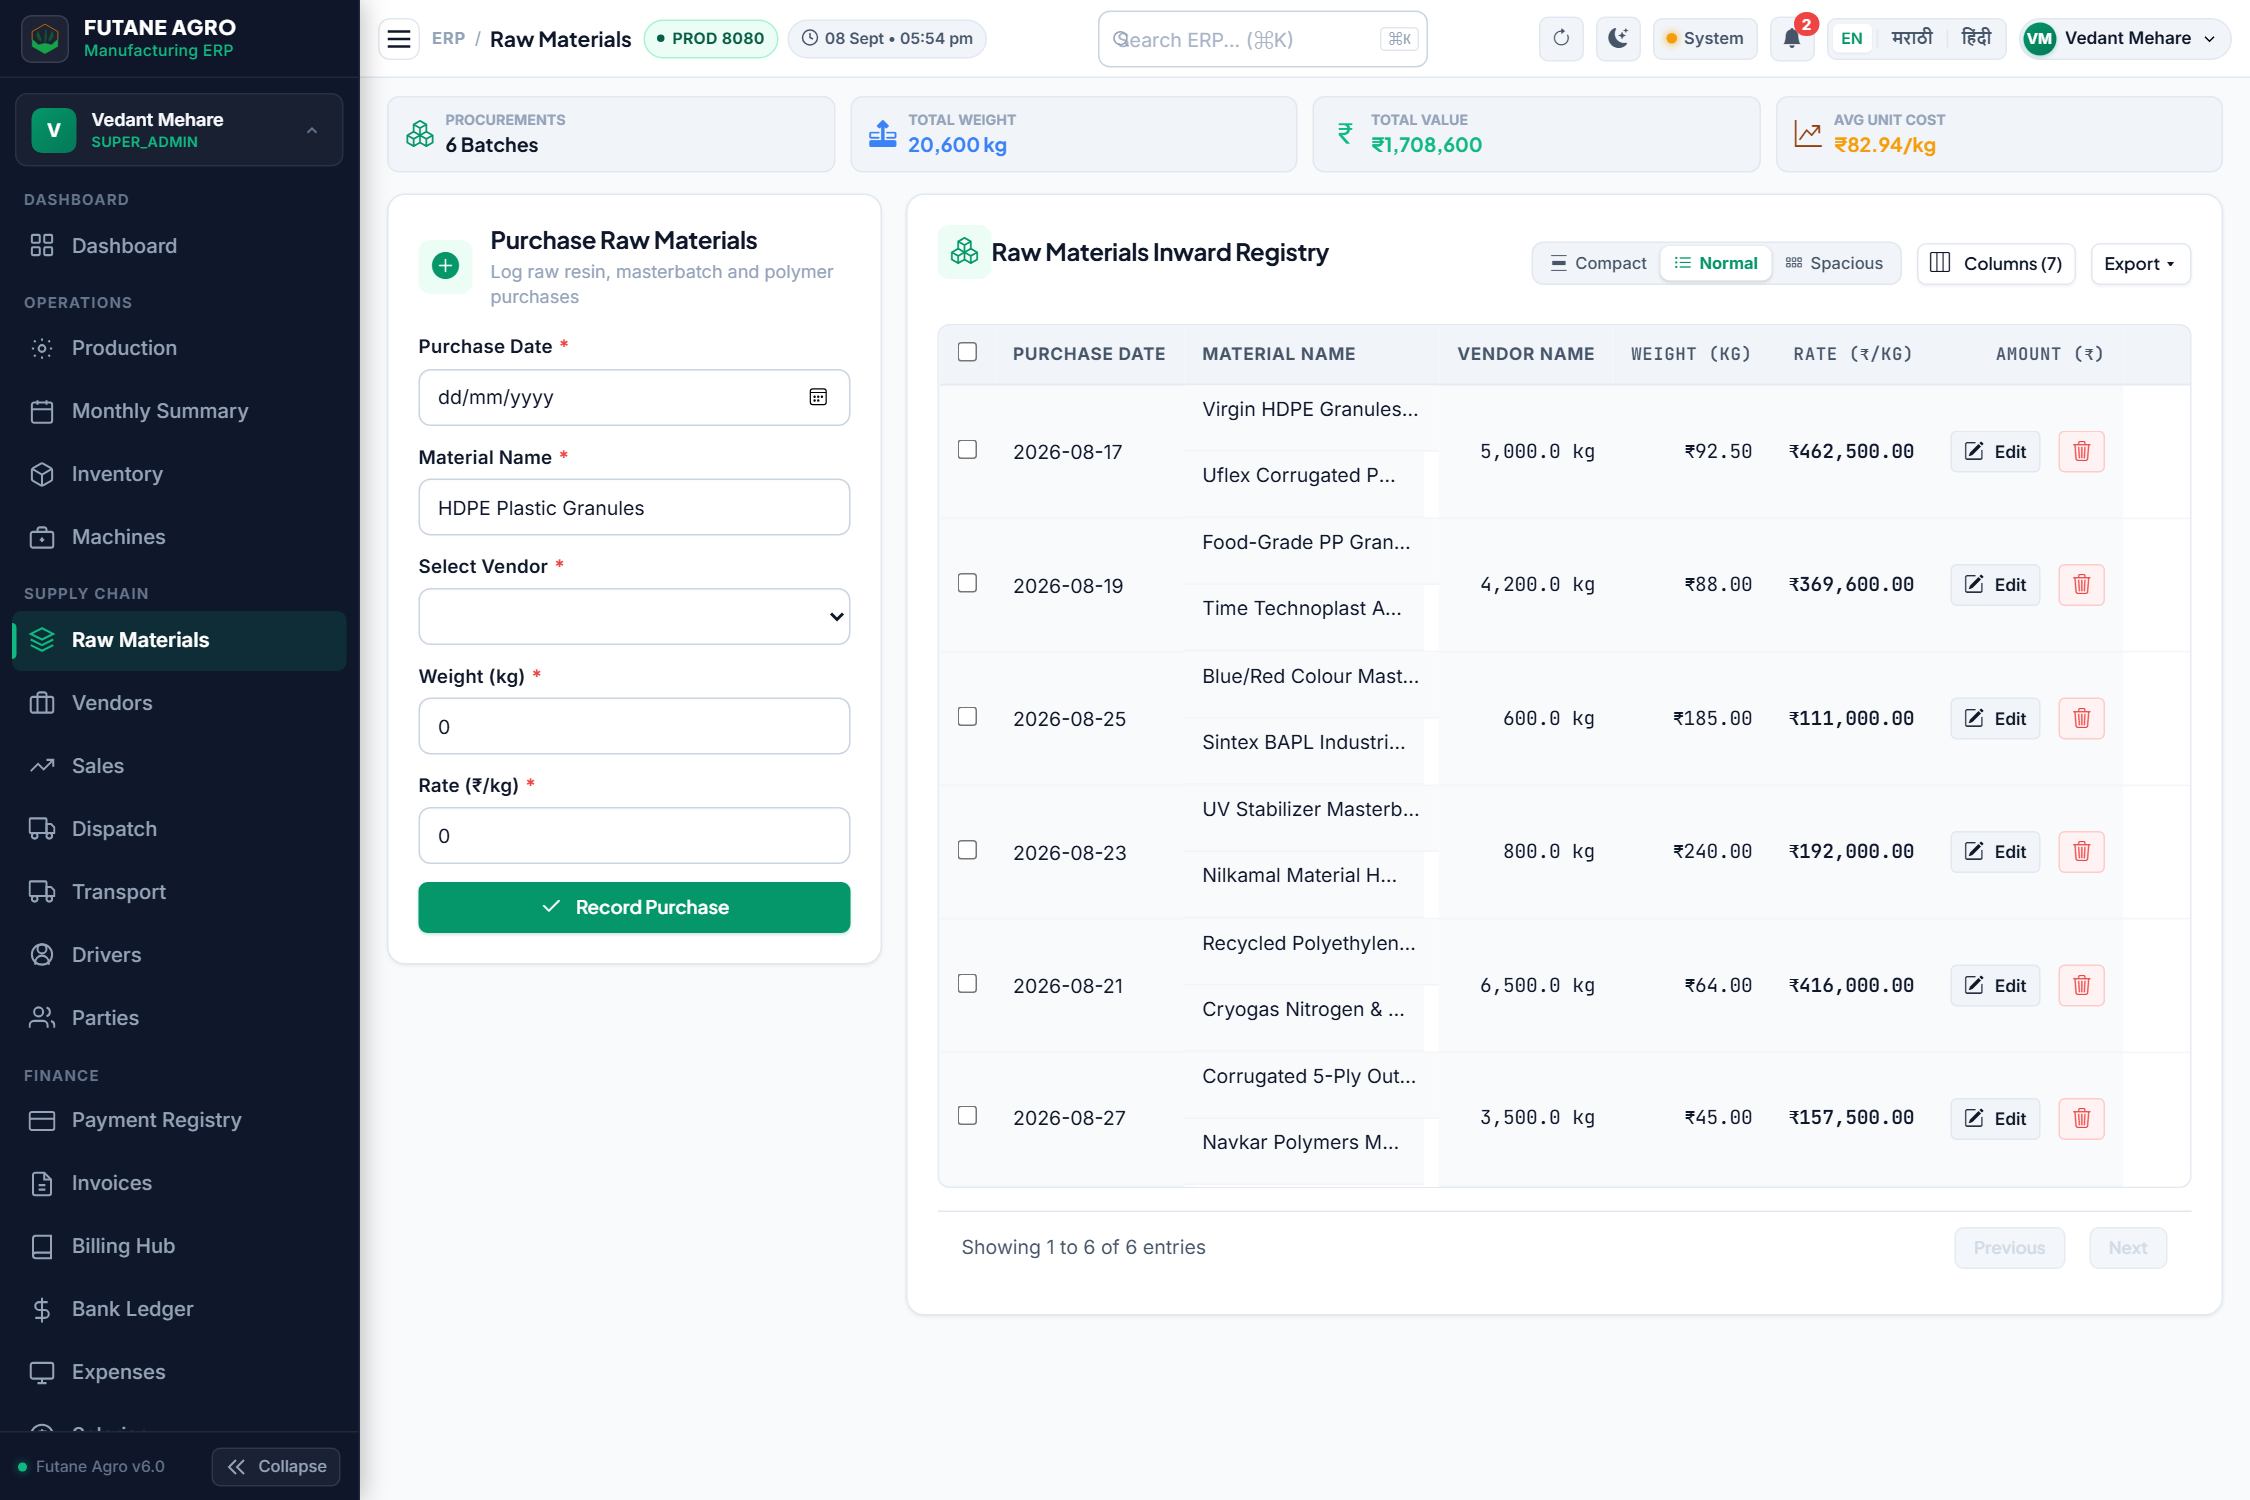 FUTANE AGRO
Manufacturing ERP
V
Vedant Mehare
SUPER_ADMIN
DASHBOARD
Dashboard
OPERATIONS
Production
Monthly Summary
Inventory
Machines
SUPPLY CHAIN
Raw Materials
Vendors
Sales
Dispatch
Transport
Drivers
Parties
FINANCE
Payment Registry
Invoices
Billing Hub
Bank Ledger
Expenses
Futane Agro v6.0
Collapse
ERP / Raw Materials
PROD 8080
08 Sept • 05:54 pm
Search ERP... (⌘K)
⌘K
System
2
EN
मराठी
हिंदी
VM
Vedant Mehare
PROCUREMENTS
6 Batches
TOTAL WEIGHT
20,600 kg
TOTAL VALUE
₹1,708,600
AVG UNIT COST
₹82.94/kg
Purchase Raw Materials
Log raw resin, masterbatch and polymer
purchases
Purchase Date *
dd/mm/yyyy
Material Name *
HDPE Plastic Granules
Select Vendor *
Weight (kg) *
0
Rate (₹/kg) *
0
Record Purchase
Raw Materials Inward Registry
Compact
Normal
Spacious
Columns (7)
Export
PURCHASE DATE MATERIAL NAME VENDOR NAME WEIGHT (KG) RATE (₹/KG) AMOUNT (₹)
Virgin HDPE Granules...
2026-08-17 5,000.0 kg ₹92.50 ₹462,500.00 Edit
Uflex Corrugated P...
Food-Grade PP Gran...
2026-08-19 4,200.0 kg ₹88.00 ₹369,600.00 Edit
Time Technoplast A...
Blue/Red Colour Mast...
2026-08-25 600.0 kg ₹185.00 ₹111,000.00 Edit
Sintex BAPL Industri...
UV Stabilizer Masterb...
2026-08-23 800.0 kg ₹240.00 ₹192,000.00 Edit
Nilkamal Material H...
Recycled Polyethylen...
2026-08-21 6,500.0 kg ₹64.00 ₹416,000.00 Edit
Cryogas Nitrogen & ...
Corrugated 5-Ply Out...
2026-08-27 3,500.0 kg ₹45.00 ₹157,500.00 Edit
Navkar Polymers M...
Showing 1 to 6 of 6 entries
Previous
Next